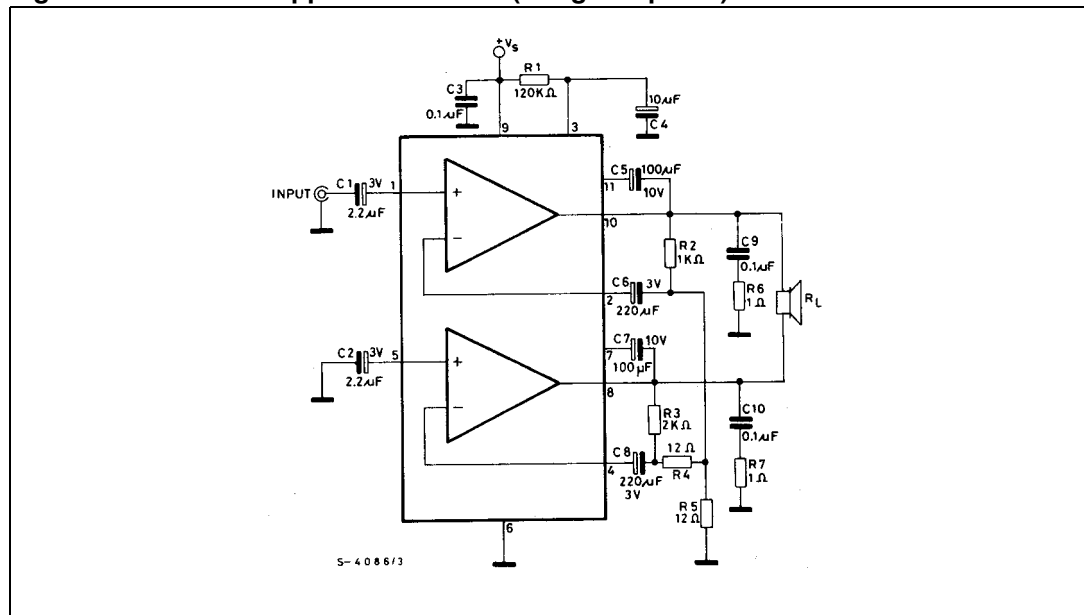 +Vs
R1
120KΩ
C3
0.1µF
10µF
C4
9
3
C5
100µF
10V
11
INPUT
C1
3V
2.2µF
1
+
−
10
R2
1KΩ
C9
0.1µF
R6
1Ω
RL
C6
3V
220µF
2
C7
10V
100µF
7
C2
3V
2.2µF
5
+
−
8
R3
2KΩ
C10
0.1µF
R7
1Ω
C8
220µF
3V
4
12Ω
R4
R5
12Ω
6
S-4086/3